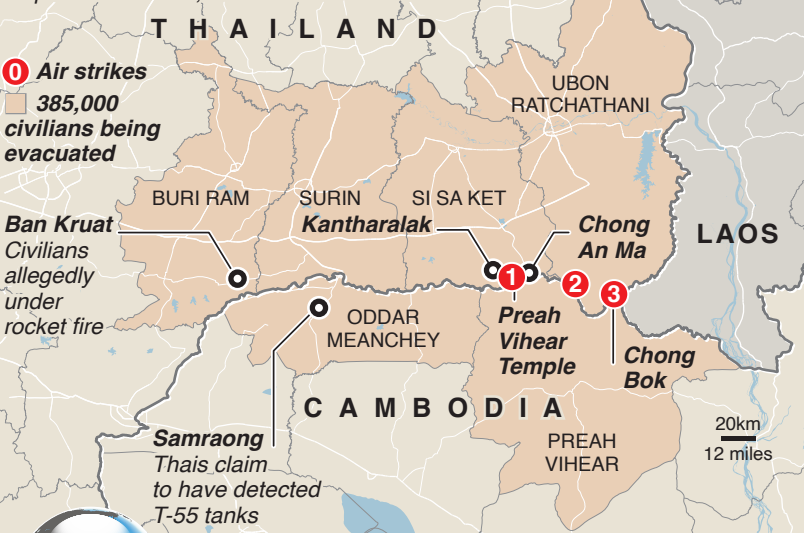 THAILAND
0 Air strikes
385,000
civilians being
evacuated
UBON
RATCHATHANI
BURI RAM
SURIN
SI SA KET
Kantharalak
Chong
An Ma
LAOS
Ban Kruat
Civilians
allegedly
under
rocket fire
1
2
3
Preah
Vihear
Temple
ODDAR
MEANCHEY
Chong
Bok
CAMBODIA
Samraong
Thais claim
to have detected
T-55 tanks
PREAH
VIHEAR
20km
12 miles